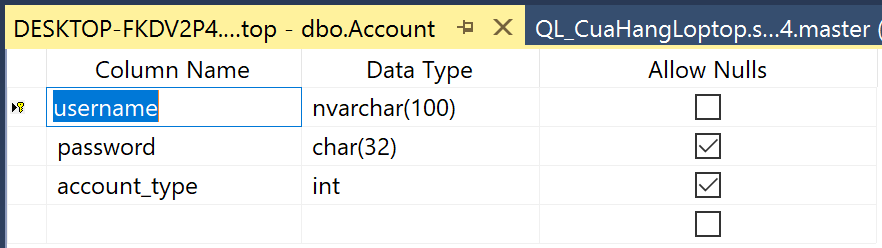 DESKTOP-FKDV2P4....top - dbo.Account QL_CuaHangLoptop.s...4.master (
Column Name Data Type Allow Nulls
username nvarchar(100)
password char(32)
account_type int